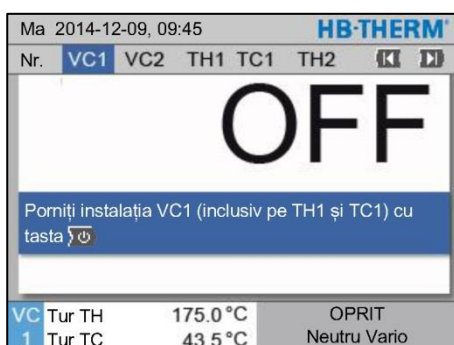 Ma 2014-12-09, 09:45 HB-THERM®
Nr. VC1 VC2 TH1 TC1 TH2
OFF
Porniți instalația VC1 (inclusiv pe TH1 și TC1) cu
tasta
VC Tur TH 175.0 °C OPRIT
1 Tur TC 43.5 °C Neutru Vario